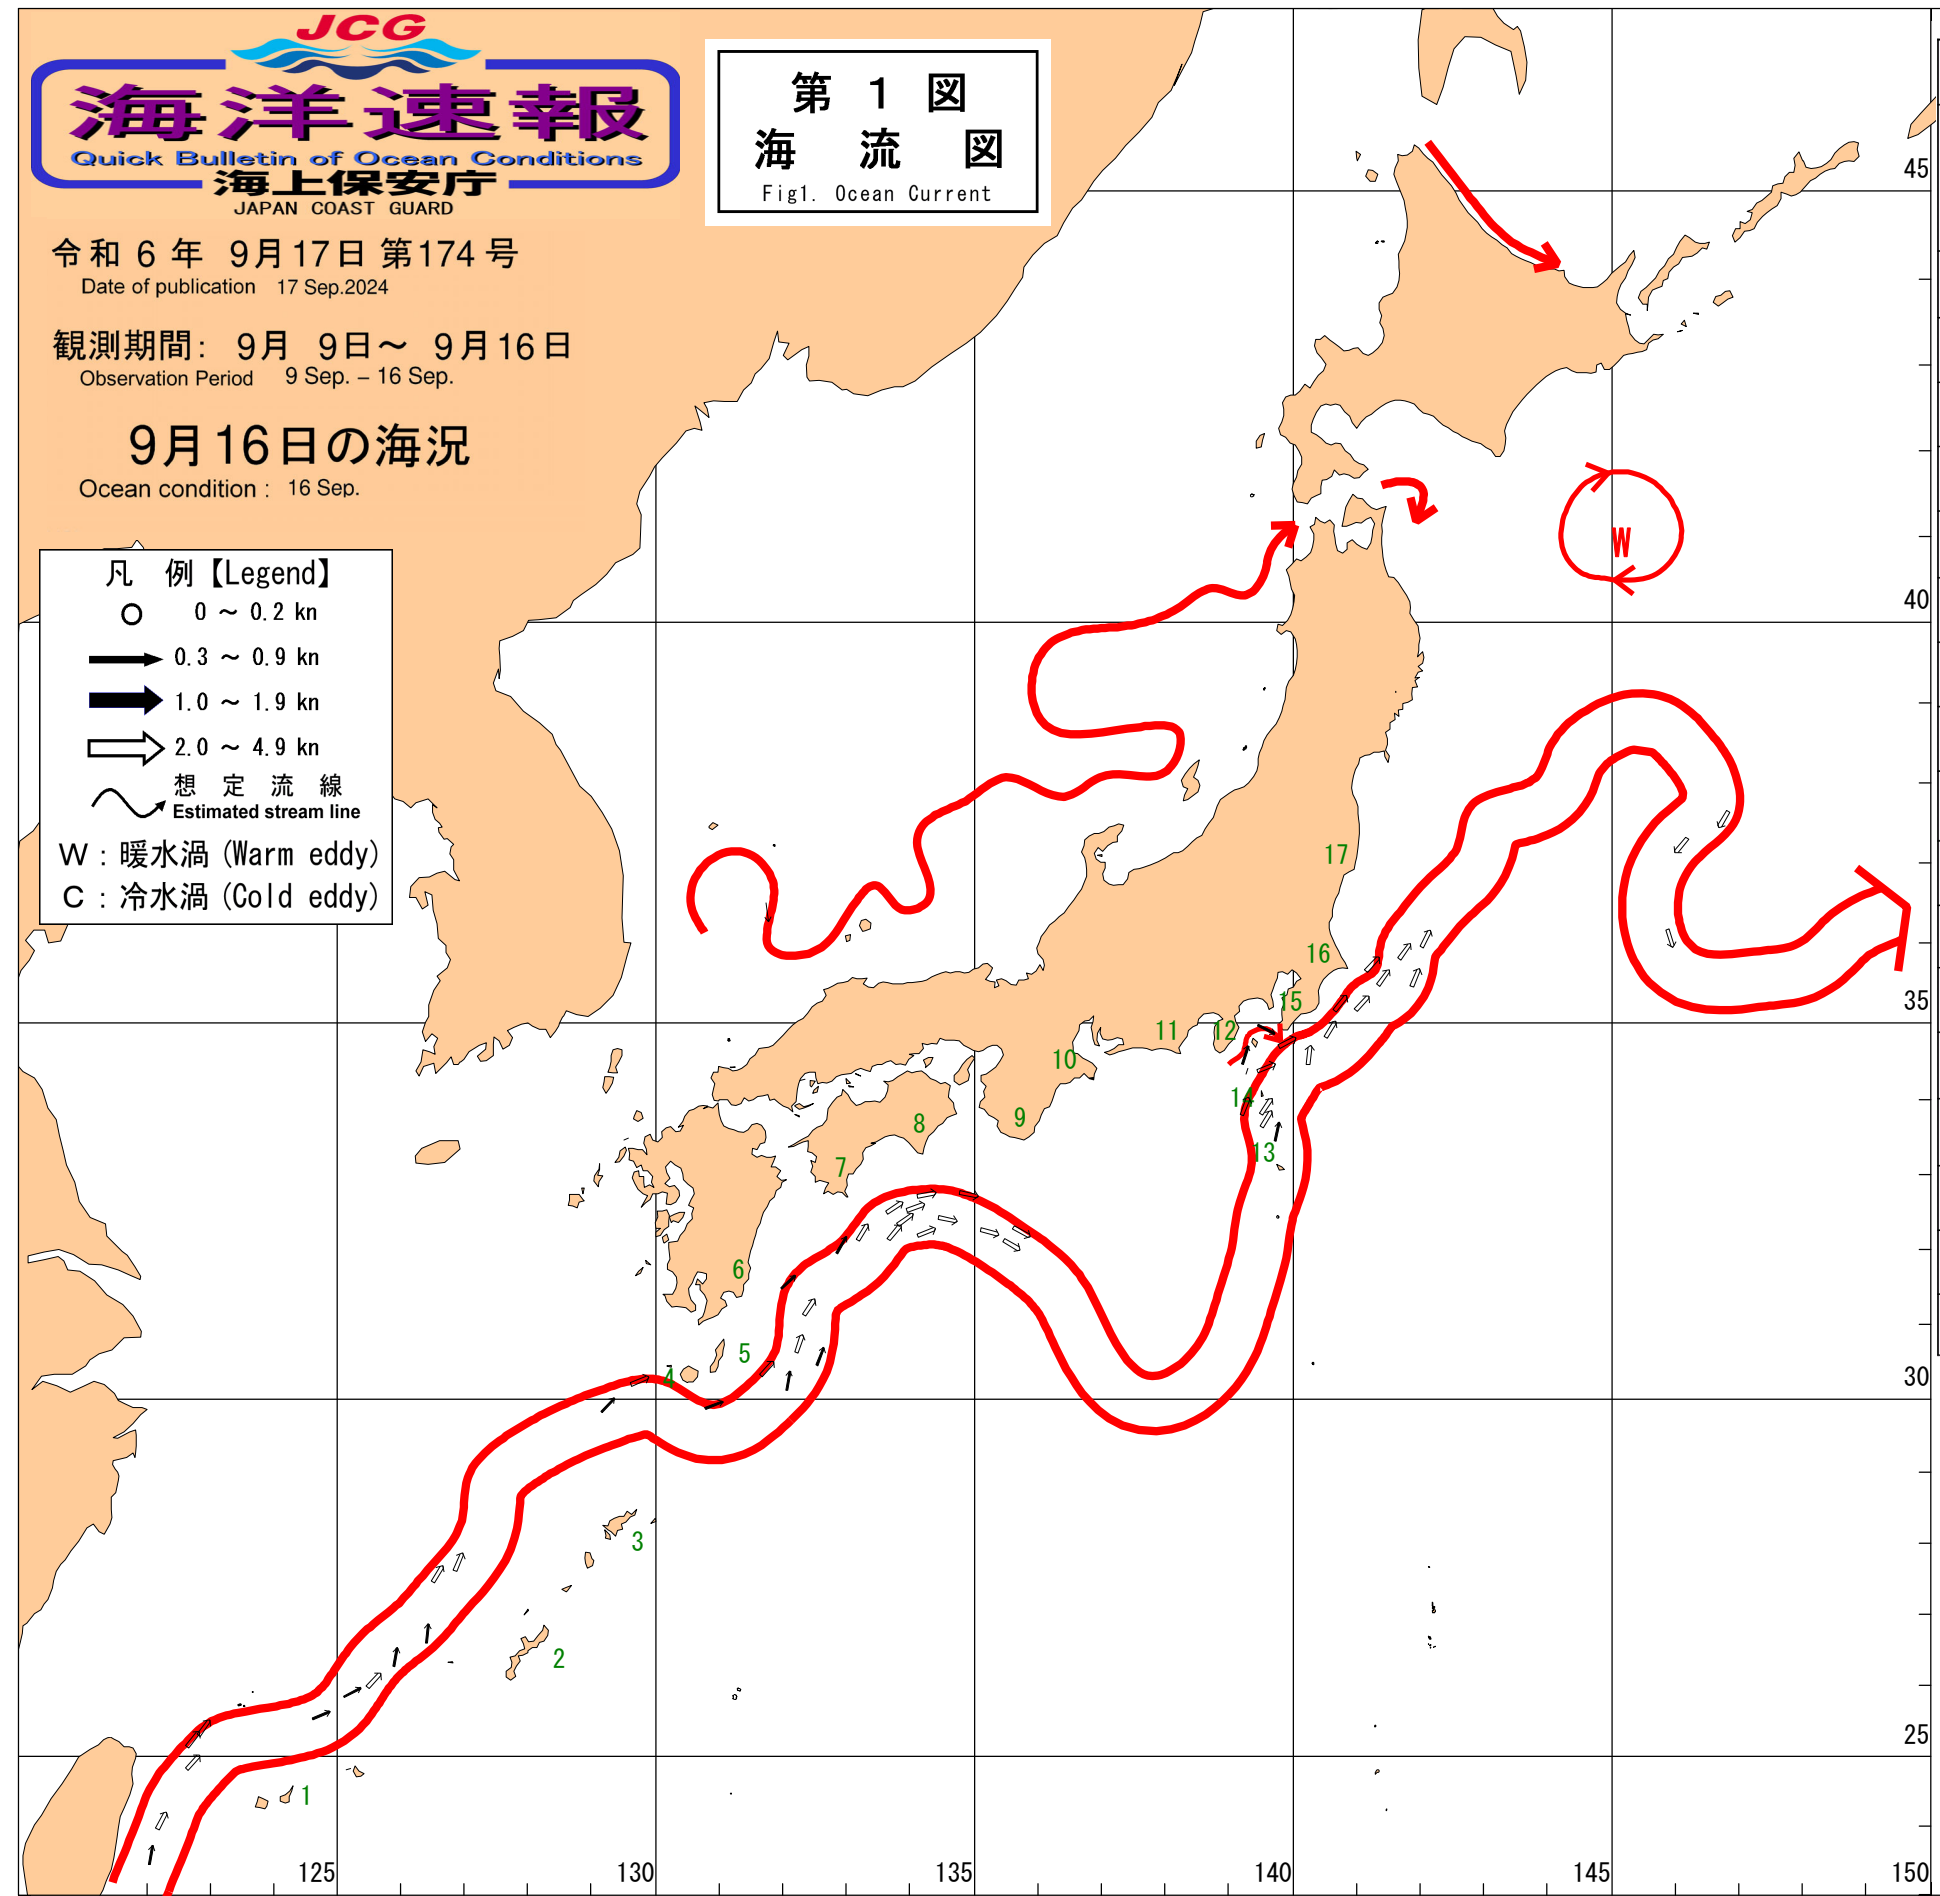 JCG
海洋速報
Quick Bulletin of Ocean Conditions
海上保安庁
JAPAN COAST GUARD
令和 6 年 9月17日 第174号
Date of publication 17 Sep.2024
観測期間: 9月 9日～ 9月16日
Observation Period 9 Sep. – 16 Sep.
9月16日の海況
Ocean condition : 16 Sep.
第 1 図
海 流 図
Fig1. Ocean Current
凡 例【Legend】
0 ～ 0.2 kn
0.3 ～ 0.9 kn
1.0 ～ 1.9 kn
2.0 ～ 4.9 kn
想 定 流 線
Estimated stream line
W : 暖水渦 (Warm eddy)
C : 冷水渦 (Cold eddy)
45
W
40
17
16
35
15
12
11
10
14
9
8
13
7
6
5
4
30
3
2
25
1
125
130
135
140
145
150